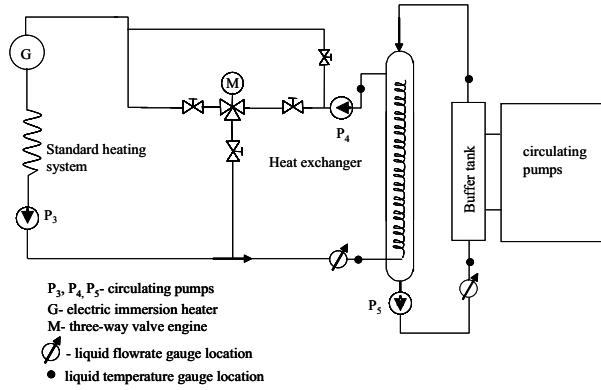 G
M
P4
Standard heating
system
Heat exchanger
Buffer tank
circulating
pumps
P3
P5
P3, P4, P5- circulating pumps
G- electric immersion heater
M- three-way valve engine
- liquid flowrate gauge location
- liquid temperature gauge location